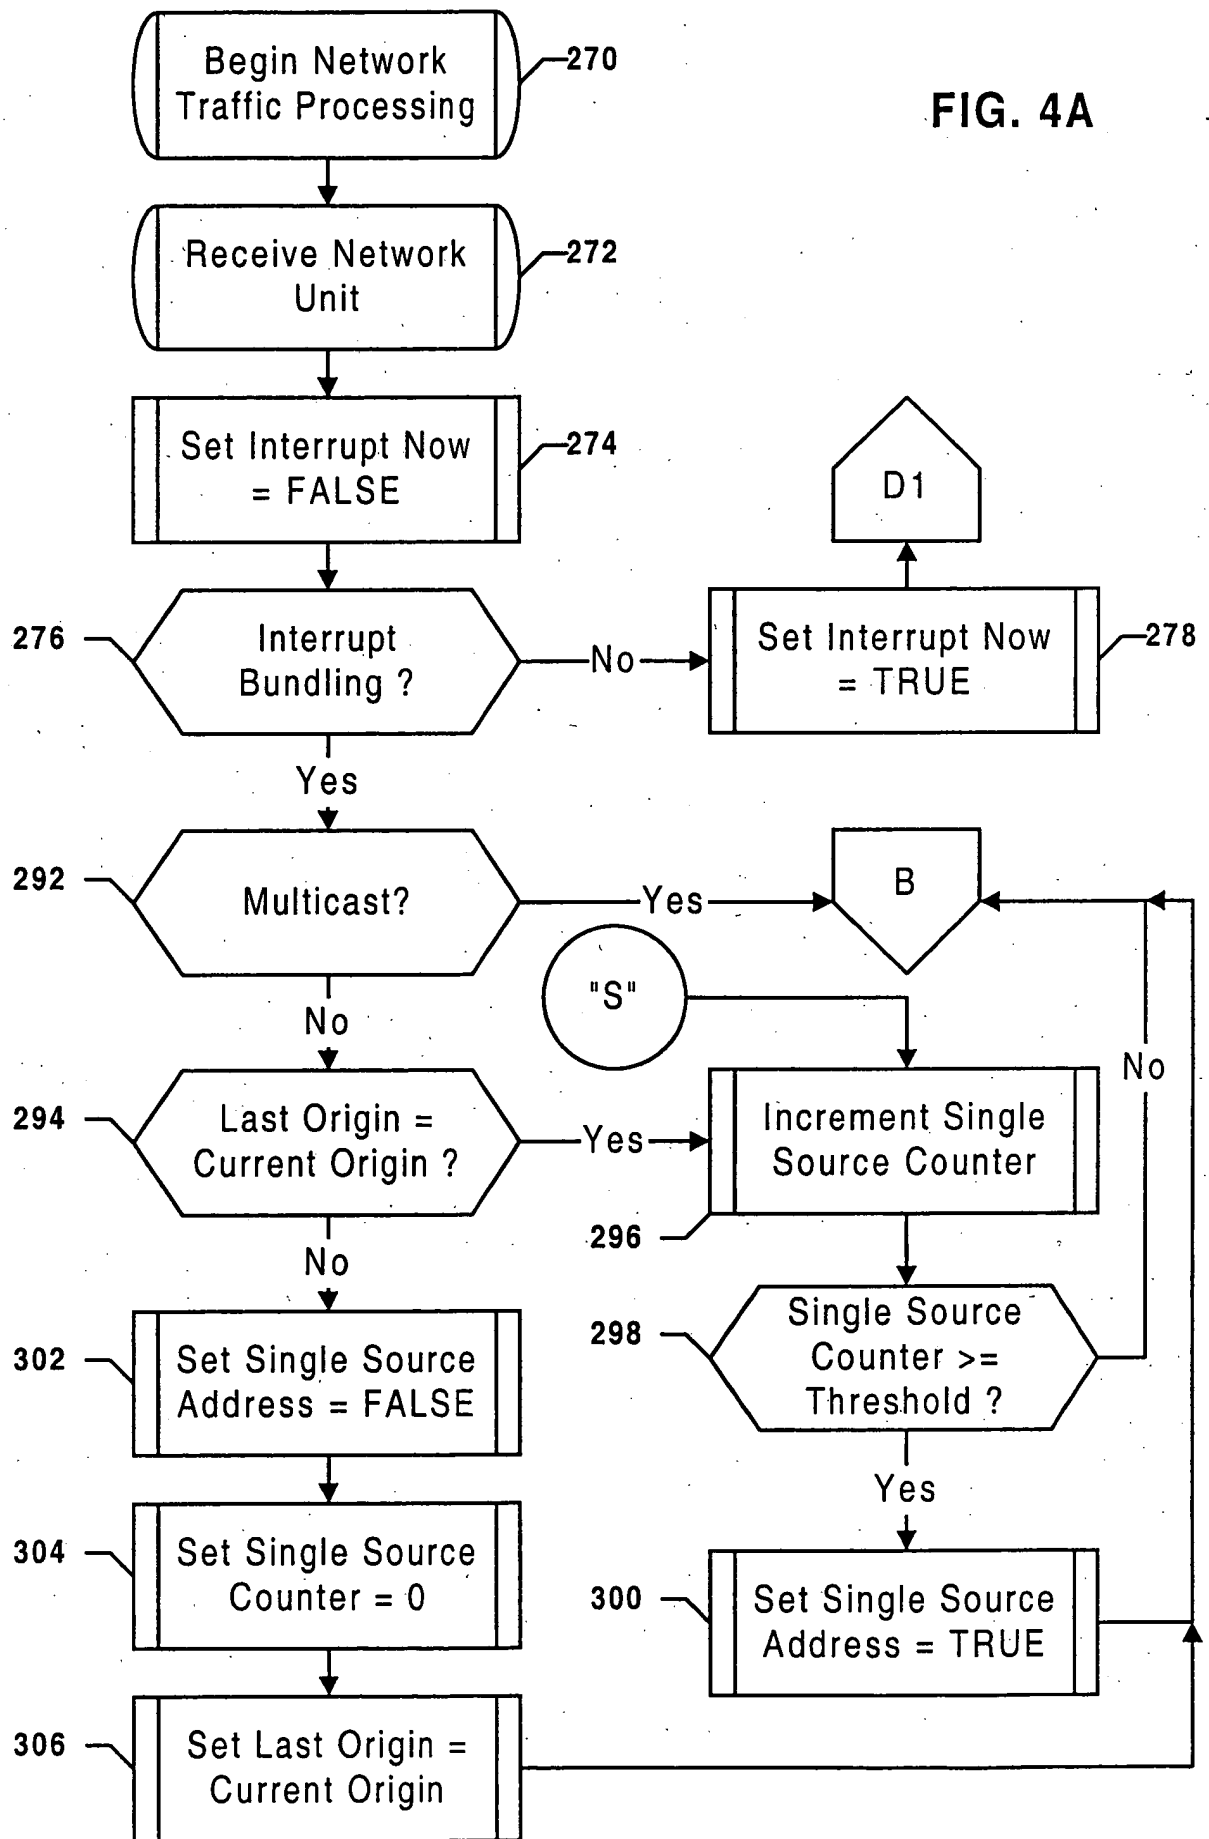 FIG. 4A
Begin Network
Traffic Processing
270
Receive Network
Unit
272
Set Interrupt Now
= FALSE
274
D1
276
Interrupt
Bundling ?
No
Set Interrupt Now
= TRUE
278
Yes
292
Multicast?
Yes
B
"S"
No
No
294
Last Origin =
Current Origin ?
Yes
Increment Single
Source Counter
296
No
298
Single Source
Counter >=
Threshold ?
302
Set Single Source
Address = FALSE
Yes
304
Set Single Source
Counter = 0
300
Set Single Source
Address = TRUE
306
Set Last Origin =
Current Origin